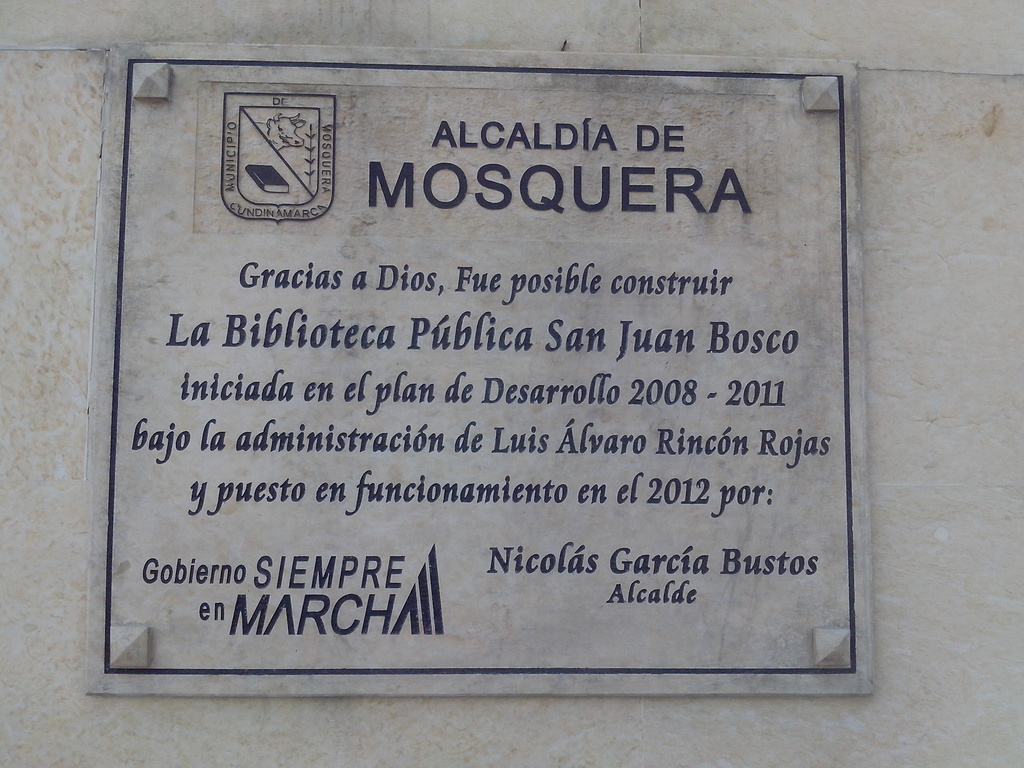 DE
MUNICIPIO
MOSQUERA
CUNDINAMARCA
ALCALDÍA DE
MOSQUERA
Gracias a Dios, Fue posible construir
La Biblioteca Pública San Juan Bosco
iniciada en el plan de Desarrollo 2008 - 2011
bajo la administración de Luis Álvaro Rincón Rojas
y puesto en funcionamiento en el 2012 por:
Gobierno SIEMPRE
en MARCHA
Nicolás García Bustos
Alcalde